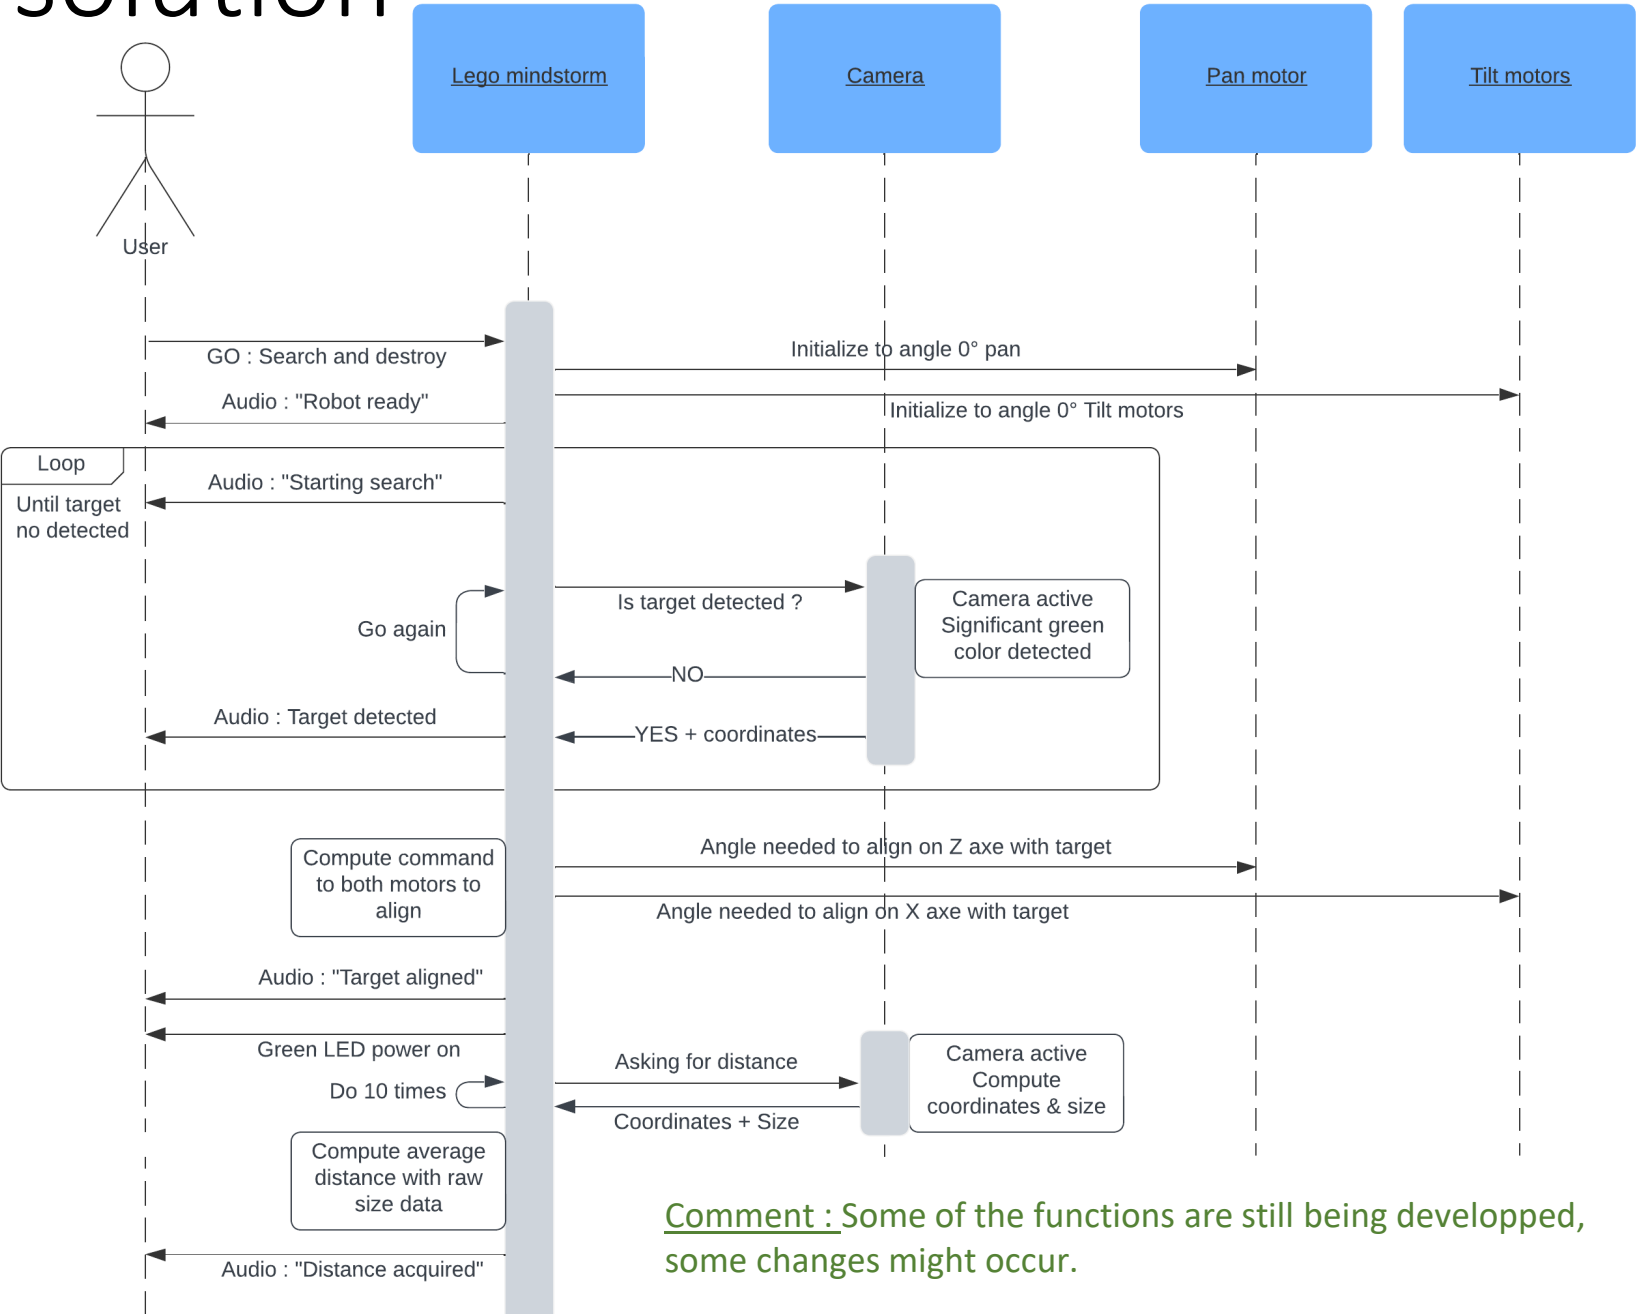 solution
Lego mindstorm
Camera
Pan motor
Tilt motors
User
GO : Search and destroy
Initialize to angle 0° pan
Audio : "Robot ready"
Initialize to angle 0° Tilt motors
Loop
Until target
no detected
Audio : "Starting search"
Is target detected ?
Camera active
Significant green
color detected
Go again
NO
Audio : Target detected
YES + coordinates
Compute command
to both motors to
align
Angle needed to align on Z axe with target
Angle needed to align on X axe with target
Audio : "Target aligned"
Green LED power on
Asking for distance
Camera active
Compute
coordinates & size
Do 10 times
Coordinates + Size
Compute average
distance with raw
size data
Audio : "Distance acquired"
Comment : Some of the functions are still being developped,
some changes might occur.